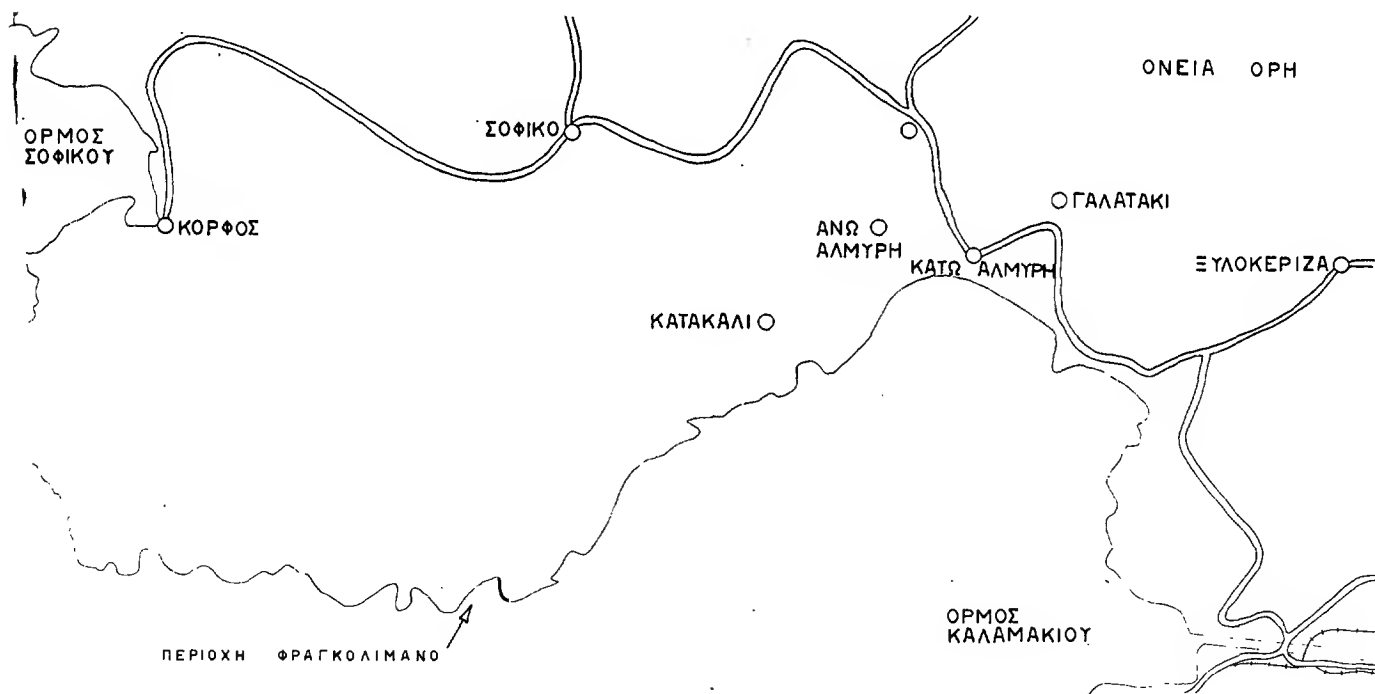 ΟΝΕΙΑ ΟΡΗ
ΟΡΜΟΣ
ΣΟΦΙΚΟΥ
ΣΟΦΙΚΟ
ΚΟΡΦΟΣ
ΓΑΛΑΤΑΚΙ
ΑΝΩ
ΑΛΜΥΡΗ
ΚΑΤΩ ΑΛΜΥΡΗ
ΞΥΛΟΚΕΡΙΖΑ
ΚΑΤΑΚΑΛΙ
ΟΡΜΟΣ
ΚΑΛΑΜΑΚΙΟΥ
ΠΕΡΙΟΧΗ ΦΡΑΓΚΟΛΙΜΑΝΟ